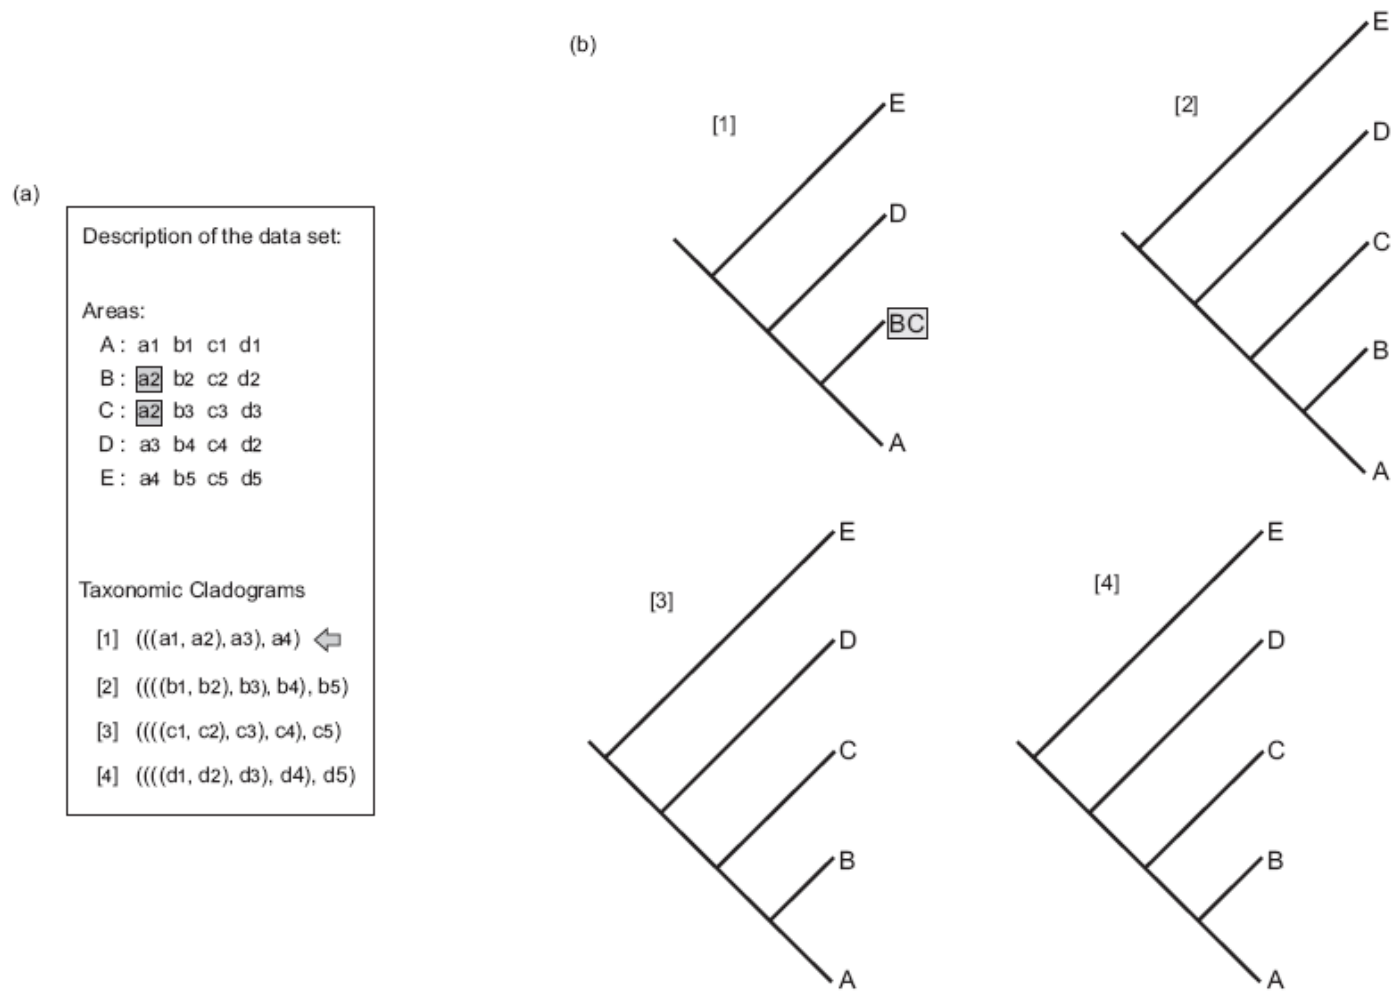 (a)
Description of the data set:
Areas:
A : a1 b1 c1 d1
B : a2 b2 c2 d2
C : a2 b3 c3 d3
D : a3 b4 c4 d2
E : a4 b5 c5 d5
Taxonomic Cladograms
[1] (((a1, a2), a3), a4)
[2] ((((b1, b2), b3), b4), b5)
[3] ((((c1, c2), c3), c4), c5)
[4] ((((d1, d2), d3), d4), d5)
(b)
[1]
E
D
BC
A
[2]
E
D
C
B
A
[3]
E
D
C
B
A
[4]
E
D
C
B
A